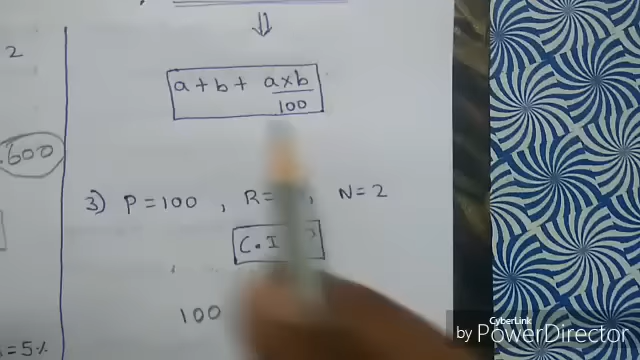 2
600
a + b + a×b
100
3) P = 100 , R = , N = 2
C.I ?
100
= 5%
CyberLink
by PowerDirector